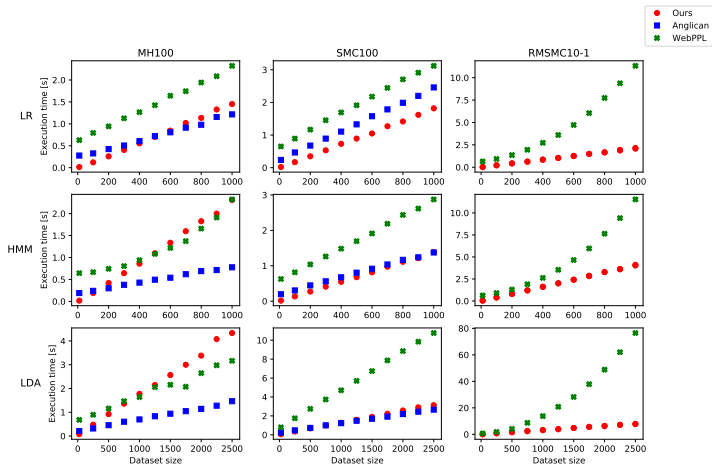 Ours
Anglican
WebPPL
MH100 SMC100 RMSMC10-1
LR
Execution time [s]
2.0
1.5
1.0
0.5
0.0
0 200 400 600 800 1000
3
2
1
0
0 200 400 600 800 1000
10.0
7.5
5.0
2.5
0.0
0 200 400 600 800 1000
HMM
Execution time [s]
2.0
1.5
1.0
0.5
0.0
0 200 400 600 800 1000
3
2
1
0
0 200 400 600 800 1000
10.0
7.5
5.0
2.5
0.0
0 200 400 600 800 1000
LDA
Execution time [s]
4
3
2
1
0
0 500 1000 1500 2000 2500
Dataset size
10
8
6
4
2
0
0 500 1000 1500 2000 2500
Dataset size
80
60
40
20
0
0 500 1000 1500 2000 2500
Dataset size